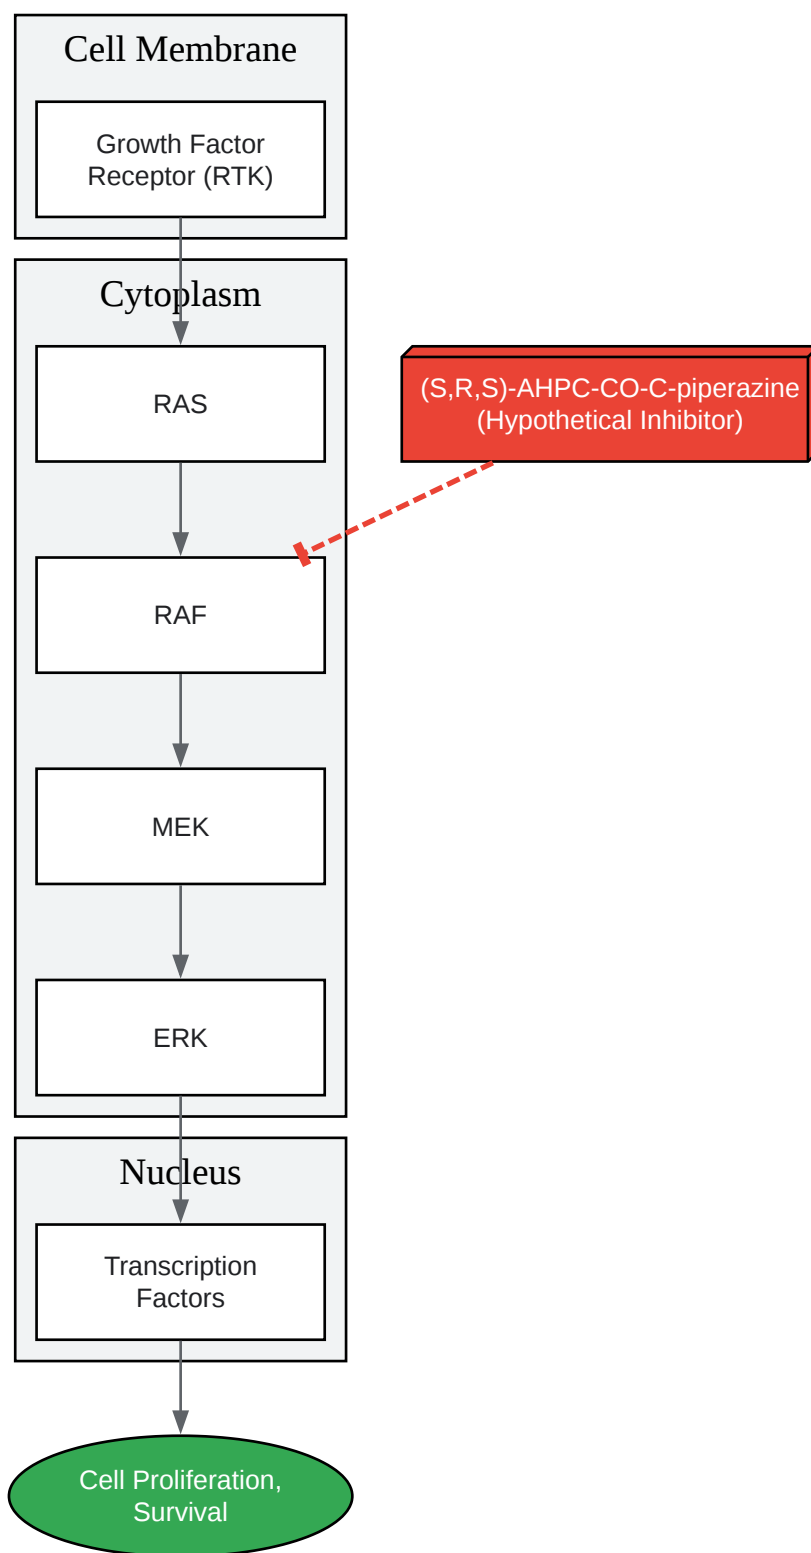 Cell Membrane
Growth Factor
Receptor (RTK)
Cytoplasm
RAS
(S,R,S)-AHPC-CO-C-piperazine
(Hypothetical Inhibitor)
RAF
MEK
ERK
Nucleus
Transcription
Factors
Cell Proliferation,
Survival